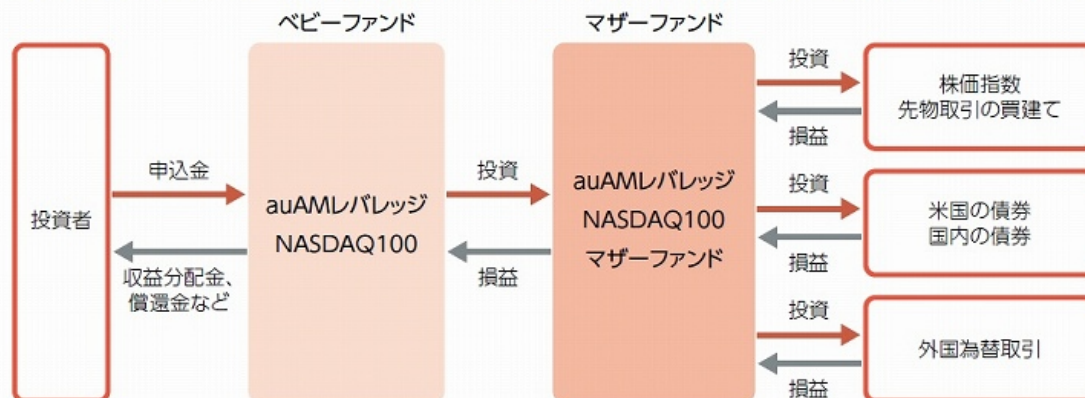 ベビーファンド
マザーファンド
投資者
申込金
収益分配金、
償還金など
auAMレバレッジ
NASDAQ100
投資
損益
auAMレバレッジ
NASDAQ100
マザーファンド
投資
損益
株価指数
先物取引の買建て
投資
損益
米国の債券
国内の債券
投資
損益
外国為替取引